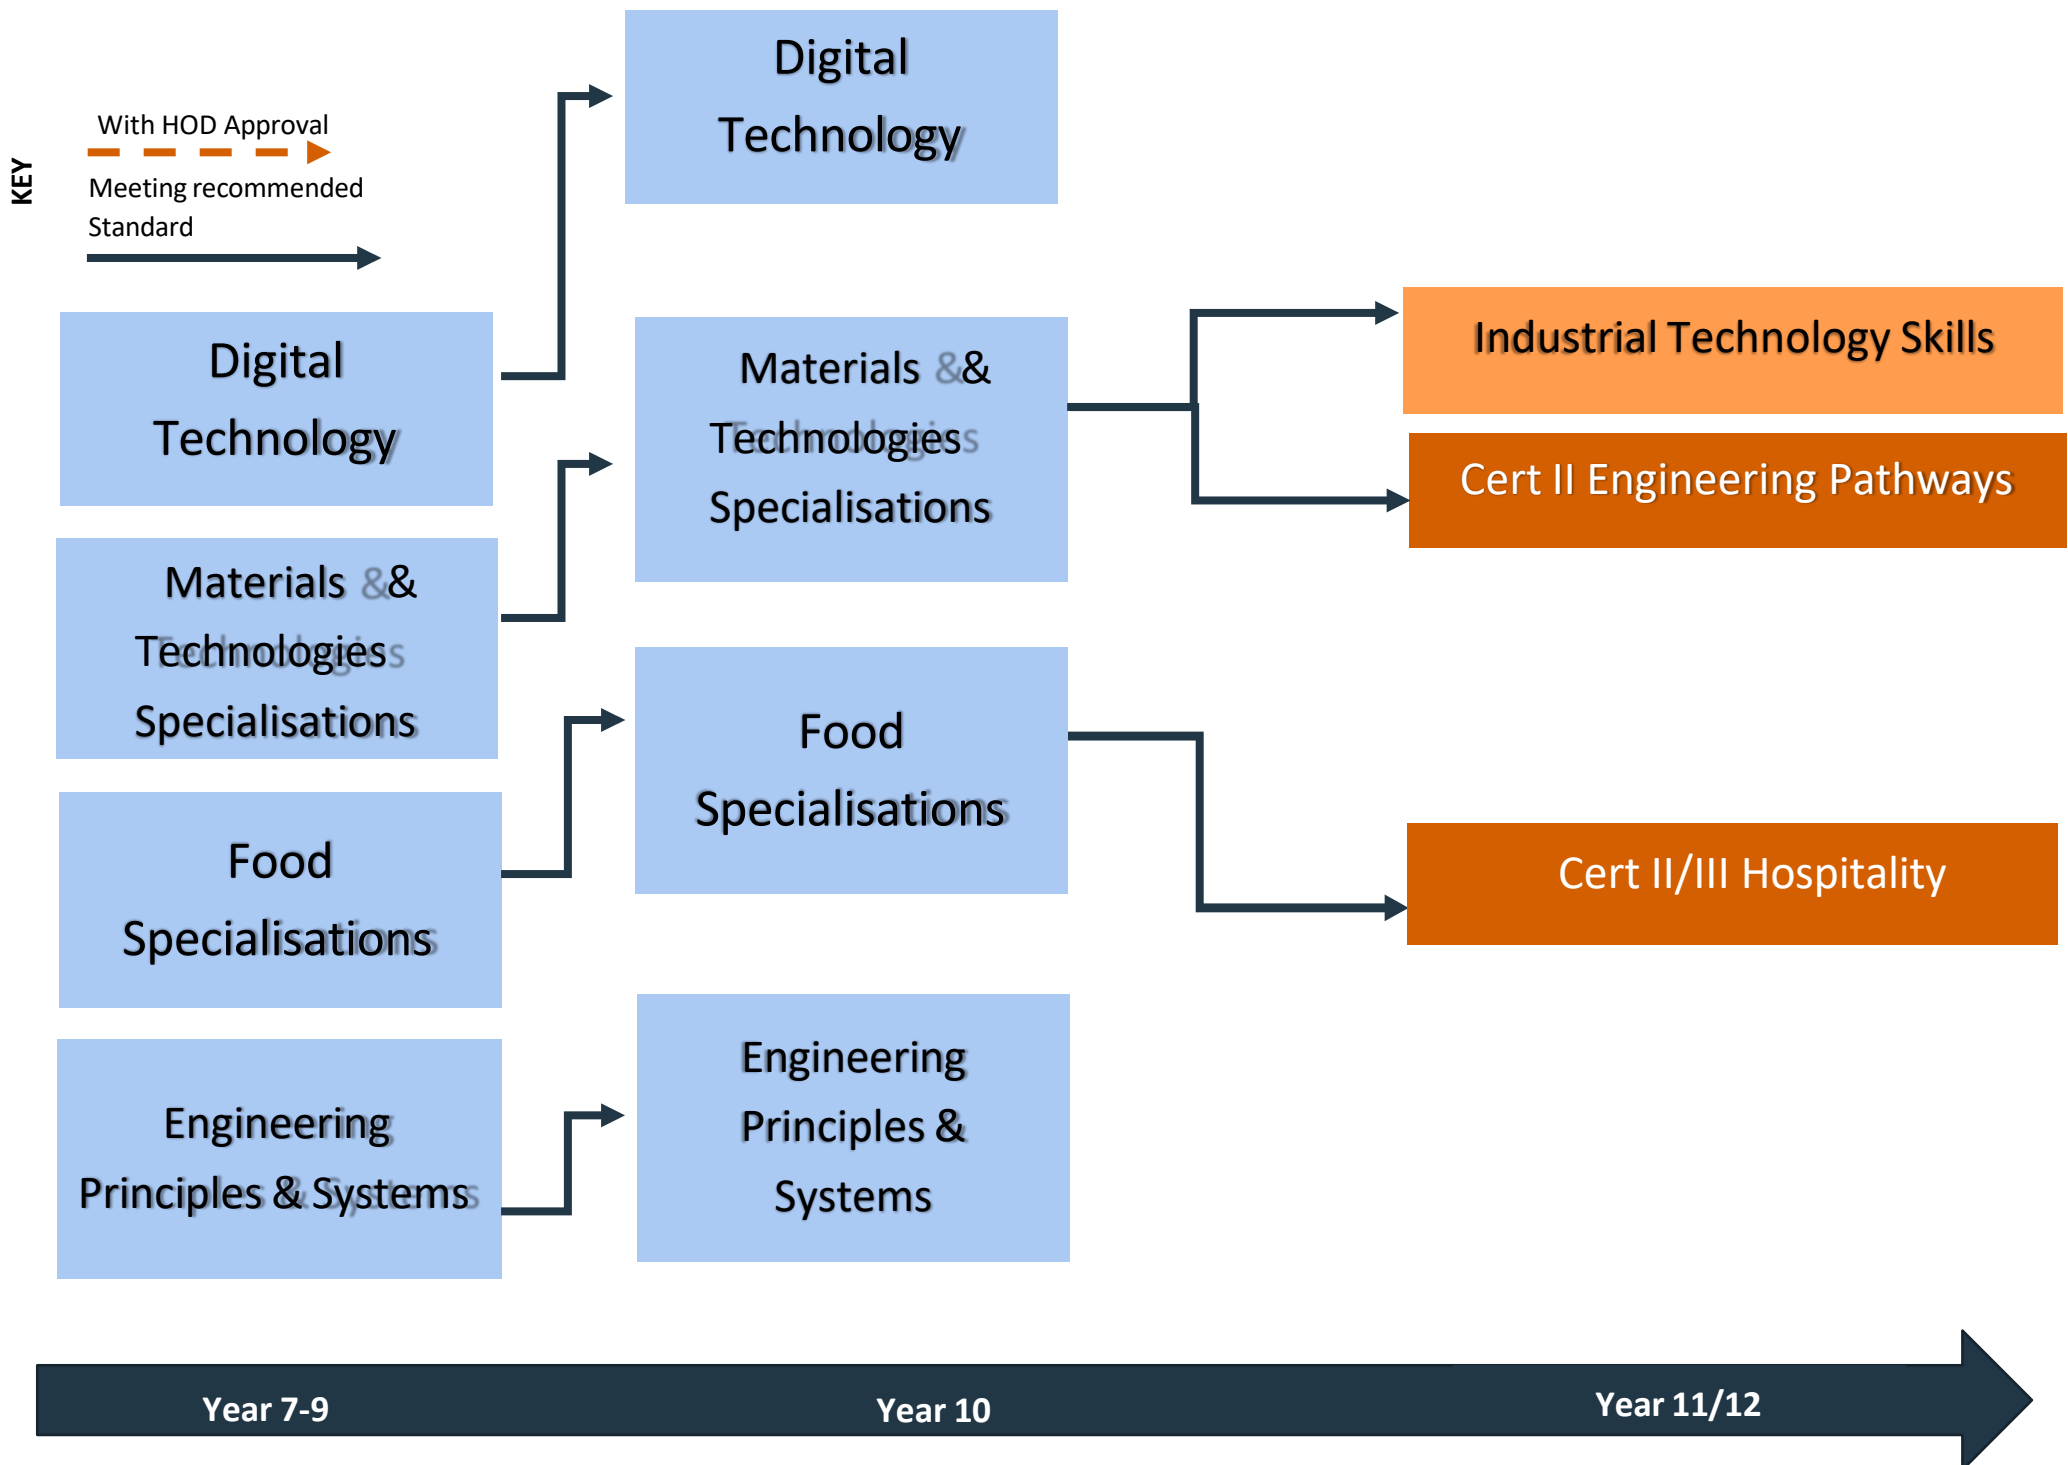 KEY
With HOD Approval
Meeting recommended
Standard
Digital
Technology
Materials &
Technologies
Specialisations
Food
Specialisations
Engineering
Principles & Systems
Digital
Technology
Materials &
Technologies
Specialisations
Food
Specialisations
Engineering
Principles &
Systems
Industrial Technology Skills
Cert II Engineering Pathways
Cert II/III Hospitality
Year 7-9
Year 10
Year 11/12